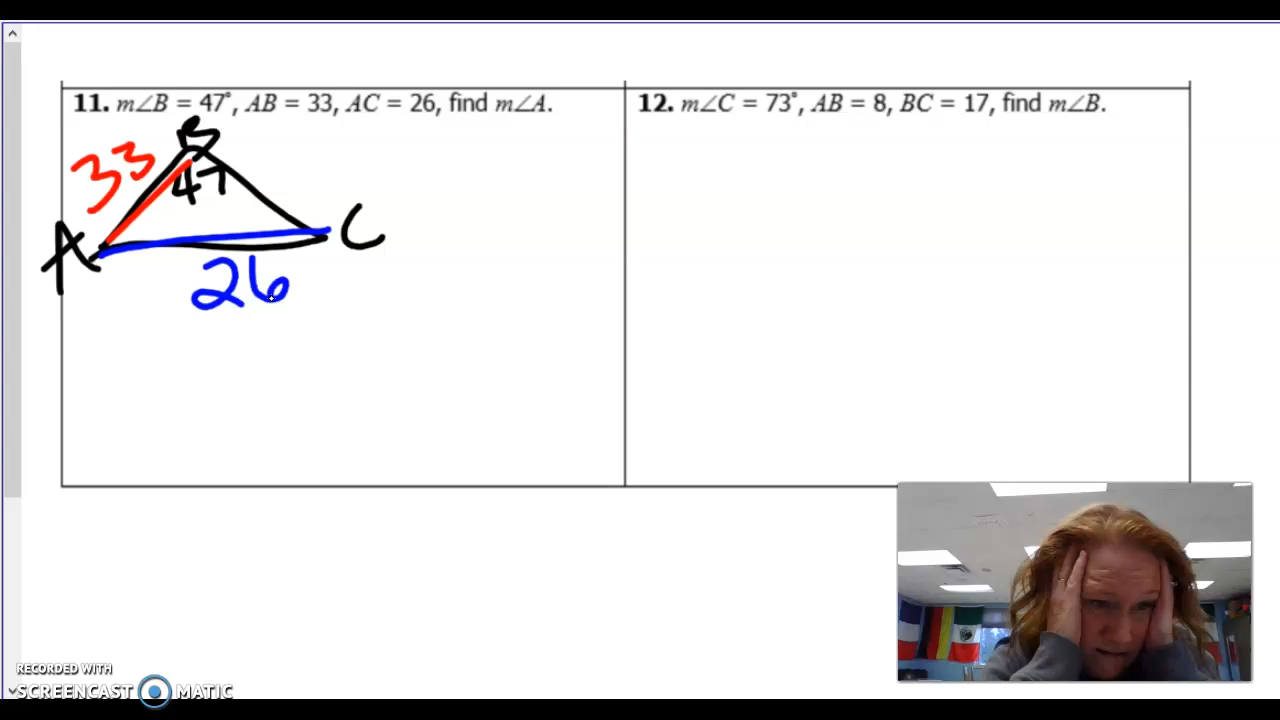 11. m∠B = 47°, AB = 33, AC = 26, find m∠A.
12. m∠C = 73°, AB = 8, BC = 17, find m∠B.
B
33
47
A
C
26
RECORDED WITH
SCREENCAST MATIC